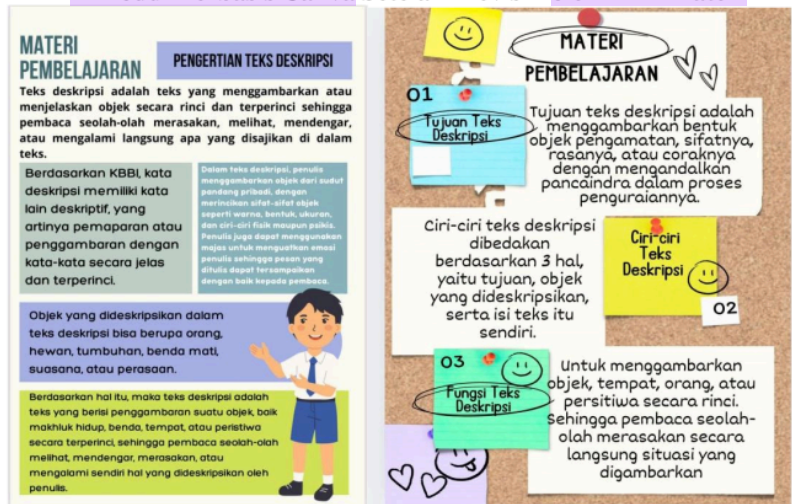 MATERI
PEMBELAJARAN
PENGERTIAN TEKS DESKRIPSI
Teks deskripsi adalah teks yang menggambarkan atau
menjelaskan objek secara rinci dan terperinci sehingga
pembaca seolah-olah merasakan, melihat, mendengar,
atau mengalami langsung apa yang disajikan di dalam
teks.
Berdasarkan KBBI, kata
deskripsi memiliki kata
lain deskriptif, yang
artinya pemaparan atau
penggambaran dengan
kata-kata secara jelas
dan terperinci.
Dalam teks deskripsi, penulis
menggambarkan objek dari sudut
pandang pribadi, dengan
merincikan sifat-sifat objek
seperti warna, bentuk, ukuran,
dan ciri-ciri fisik maupun psikis.
Penulis juga dapat menggunakan
majas untuk menguatkan emosi
penulis sehingga pesan yang
ditulis dapat tersampaikan
dengan baik kepada pembaca.
Objek yang dideskripsikan dalam
teks deskripsi bisa berupa orang,
hewan, tumbuhan, benda mati,
suasana, atau perasaan.
Berdasarkan hal itu, maka teks deskripsi adalah
teks yang berisi penggambaran suatu objek, baik
makhluk hidup, benda, tempat, atau peristiwa
secara terperinci, sehingga pembaca seolah-olah
melihat, mendengar, merasakan, atau
mengalami sendiri hal yang dideskripsikan oleh
penulis.
MATERI
PEMBELAJARAN
01
Tujuan Teks
Deskripsi
Tujuan teks deskripsi adalah
menggambarkan bentuk
objek pengamatan, sifatnya,
rasanya, atau coraknya
dengan mengandalkan
pancaindra dalam proses
penguraiannya.
Ciri-ciri teks deskripsi
dibedakan
berdasarkan 3 hal,
yaitu tujuan, objek
yang dideskripsikan,
serta isi teks itu
sendiri.
Ciri-ciri
Teks
Deskripsi
02
03
Fungsi Teks
Deskripsi
Untuk menggambarkan
objek, tempat, orang, atau
persitiwa secara rinci.
Sehingga pembaca seolah-
olah merasakan secara
langsung situasi yang
digambarkan